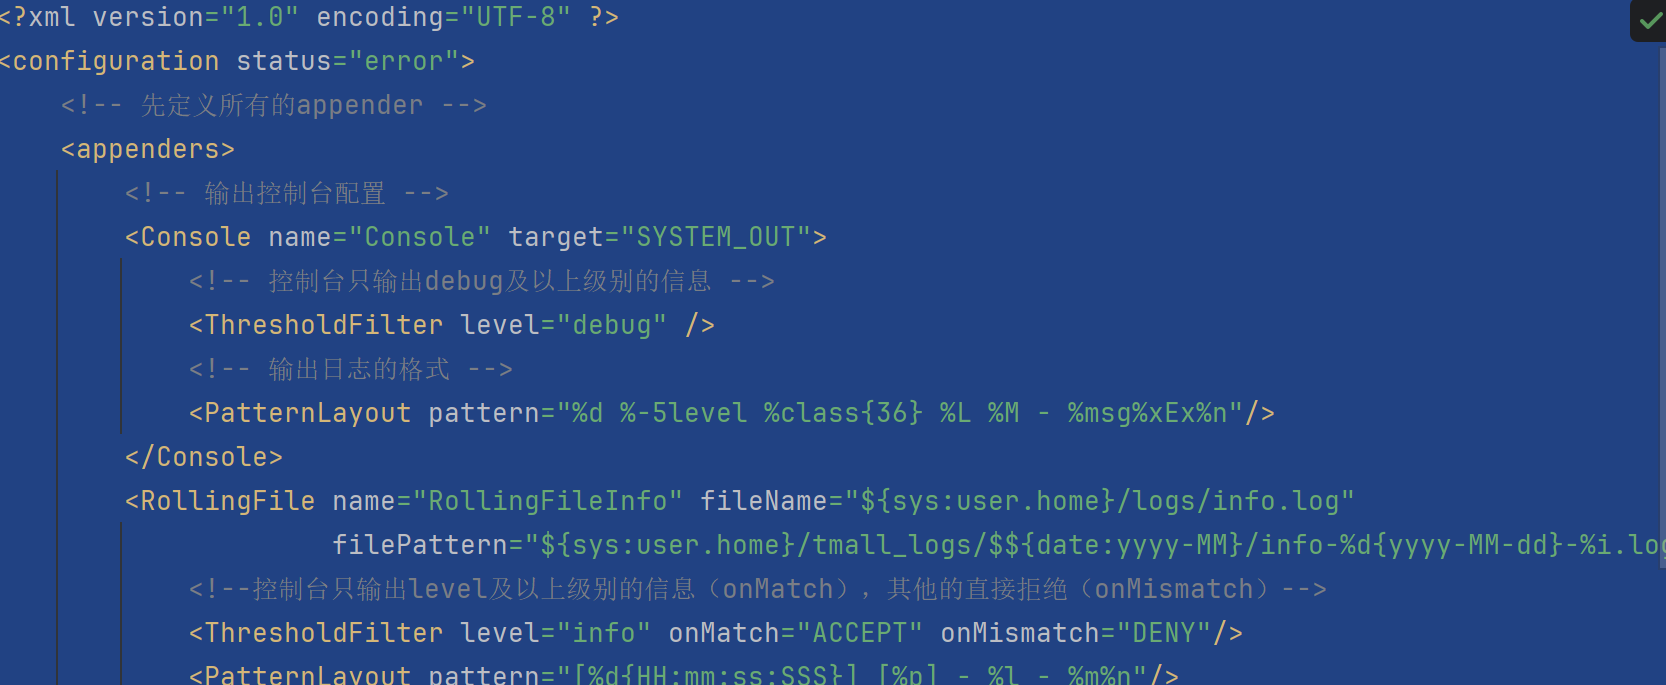 <?xml version="1.0" encoding="UTF-8" ?>
<configuration status="error">
<!-- 先定义所有的appender -->
<appenders>
<!-- 输出控制台配置 -->
<Console name="Console" target="SYSTEM_OUT">
<!-- 控制台只输出debug及以上级别的信息 -->
<ThresholdFilter level="debug" />
<!-- 输出日志的格式 -->
<PatternLayout pattern="%d %-5level %class{36} %L %M - %msg%xEx%n"/>
</Console>
<RollingFile name="RollingFileInfo" fileName="${sys:user.home}/logs/info.log"
filePattern="${sys:user.home}/tmall_logs/$${date:yyyy-MM}/info-%d{yyyy-MM-dd}-%i.log
<!--控制台只输出level及以上级别的信息（onMatch），其他的直接拒绝（onMismatch）-->
<ThresholdFilter level="info" onMatch="ACCEPT" onMismatch="DENY"/>
<PatternLayout pattern="[%d{HH:mm:ss:SSS}] [%p] - %l - %m%n"/>